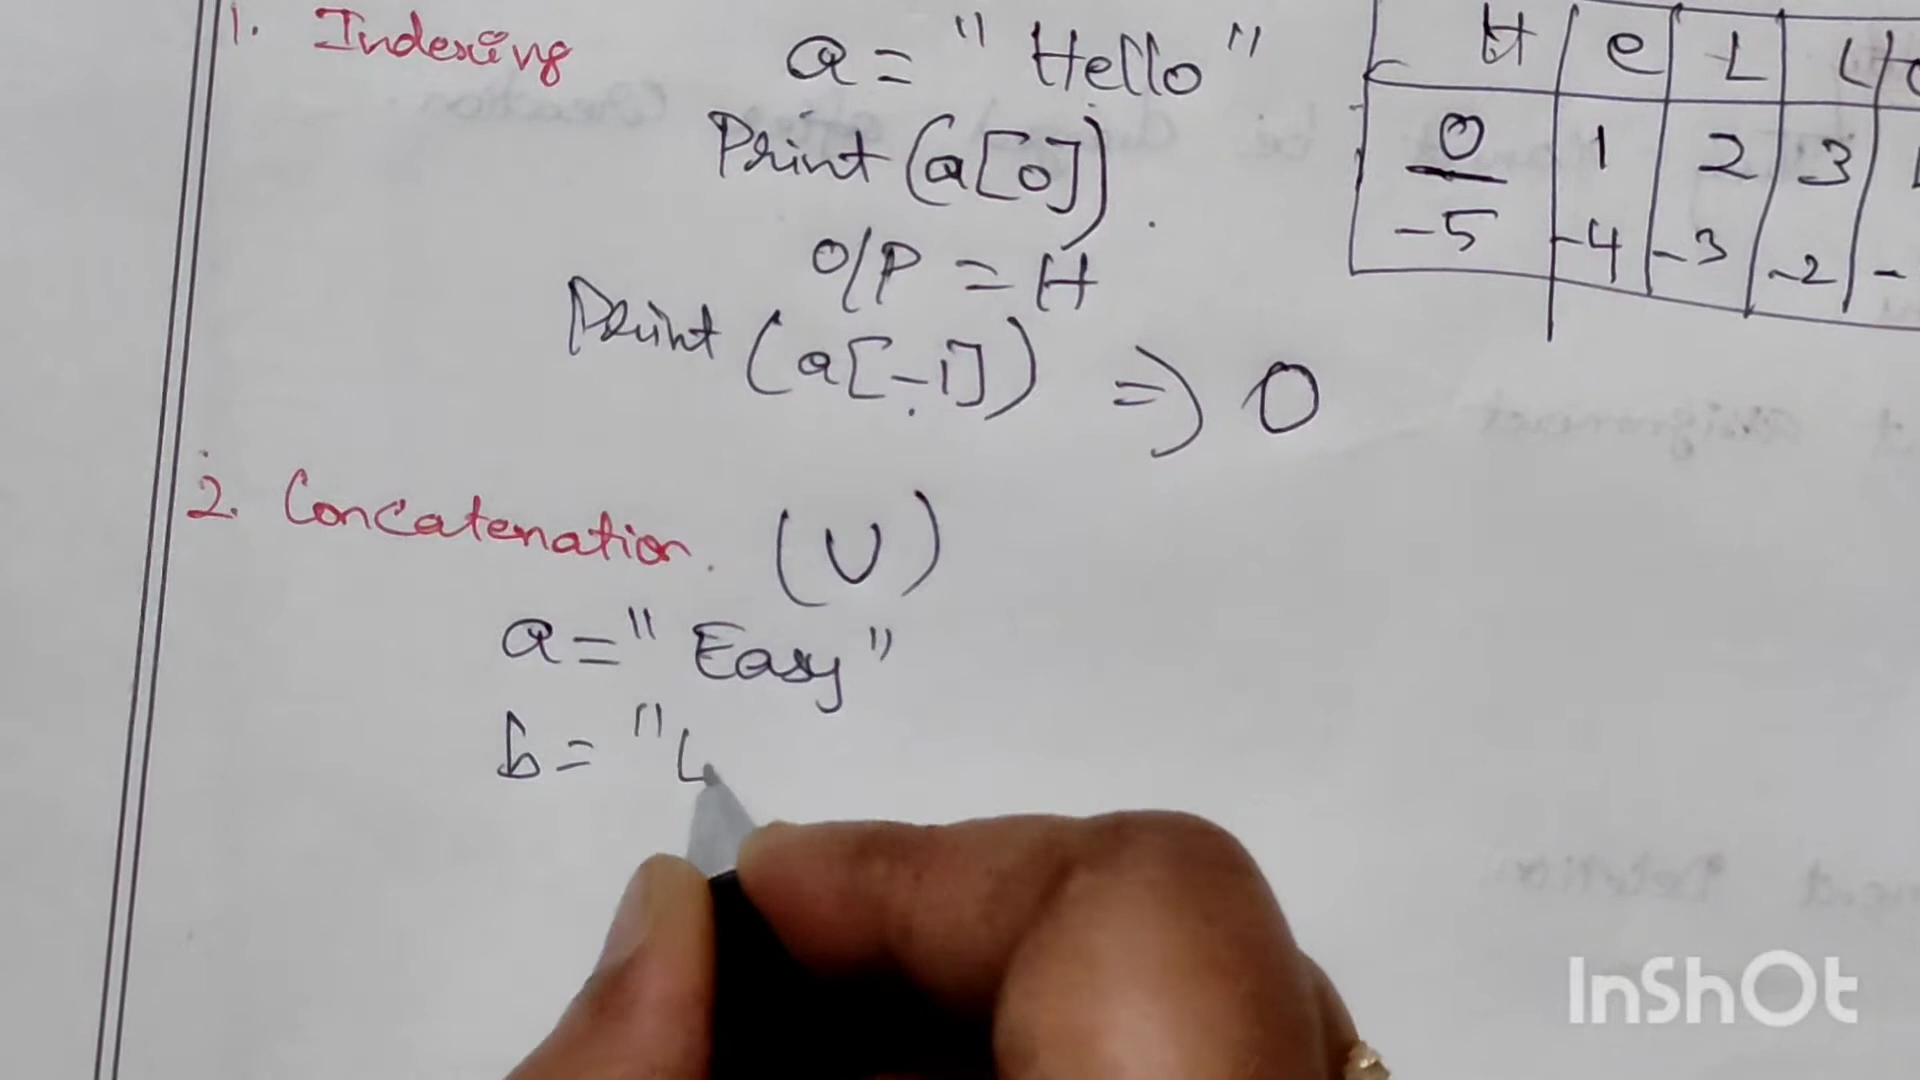 1. Indexing
a = "Hello"
Print (a[0]).
O/P = H
Print (a[-1]) => O
H e L L
0 1 2 3
-5 -4 -3 -2 -
2. Concatenation. (U)
a = "Easy"
b = "L
InShOt